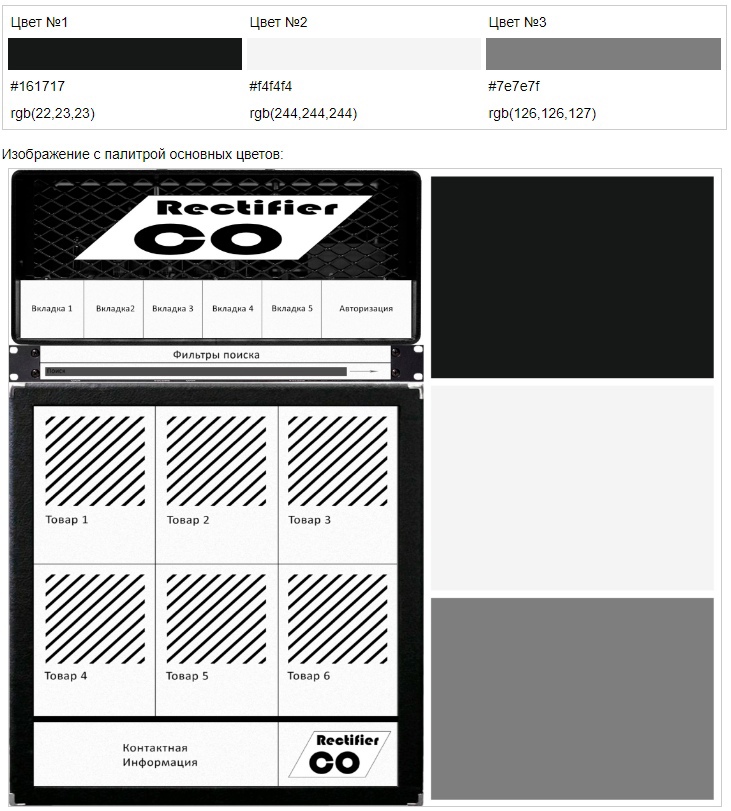 Цвет №1 Цвет №2 Цвет №3
#161717 #f4f4f4 #7e7e7f
rgb(22,23,23) rgb(244,244,244) rgb(126,126,127)
Изображение с палитрой основных цветов:
Rectifier
CO
Вкладка 1 Вкладка2 Вкладка 3 Вкладка 4 Вкладка 5 Авторизация
Фильтры поиска
Поиск
Товар 1 Товар 2 Товар 3
Товар 4 Товар 5 Товар 6
Контактная
Информация
Rectifier
CO